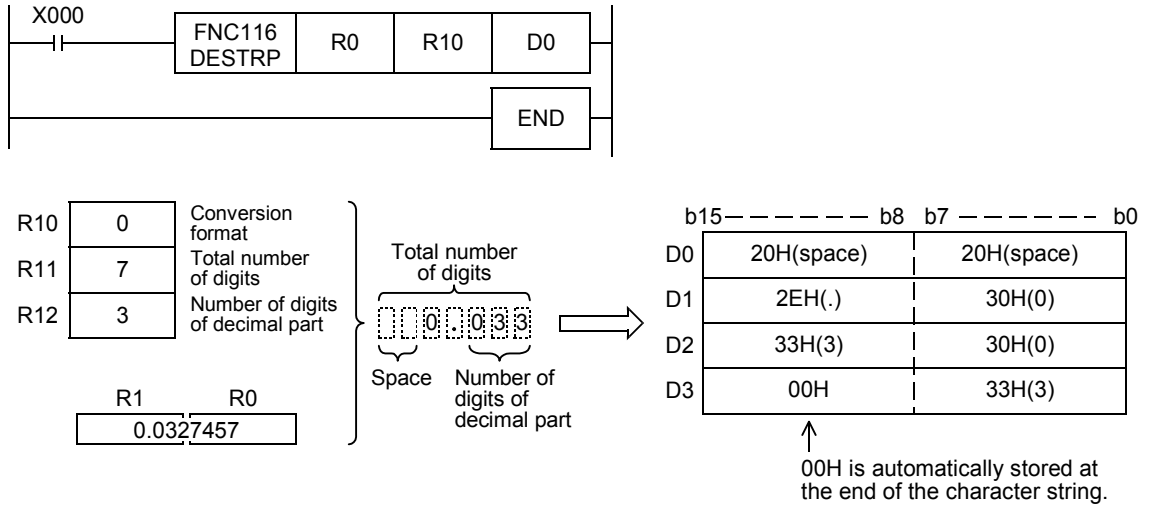 X000
FNC116
DESTRP
R0
R10
D0
END
R10
0
Conversion
format
R11
7
Total number
of digits
R12
3
Number of digits
of decimal part
R1
R0
0.0327457
Total number
of digits
0.033
Space
Number of
digits of
decimal part
b15 b8 b7 b0
D0 20H(space) 20H(space)
D1 2EH(.) 30H(0)
D2 33H(3) 30H(0)
D3 00H 33H(3)
00H is automatically stored at
the end of the character string.